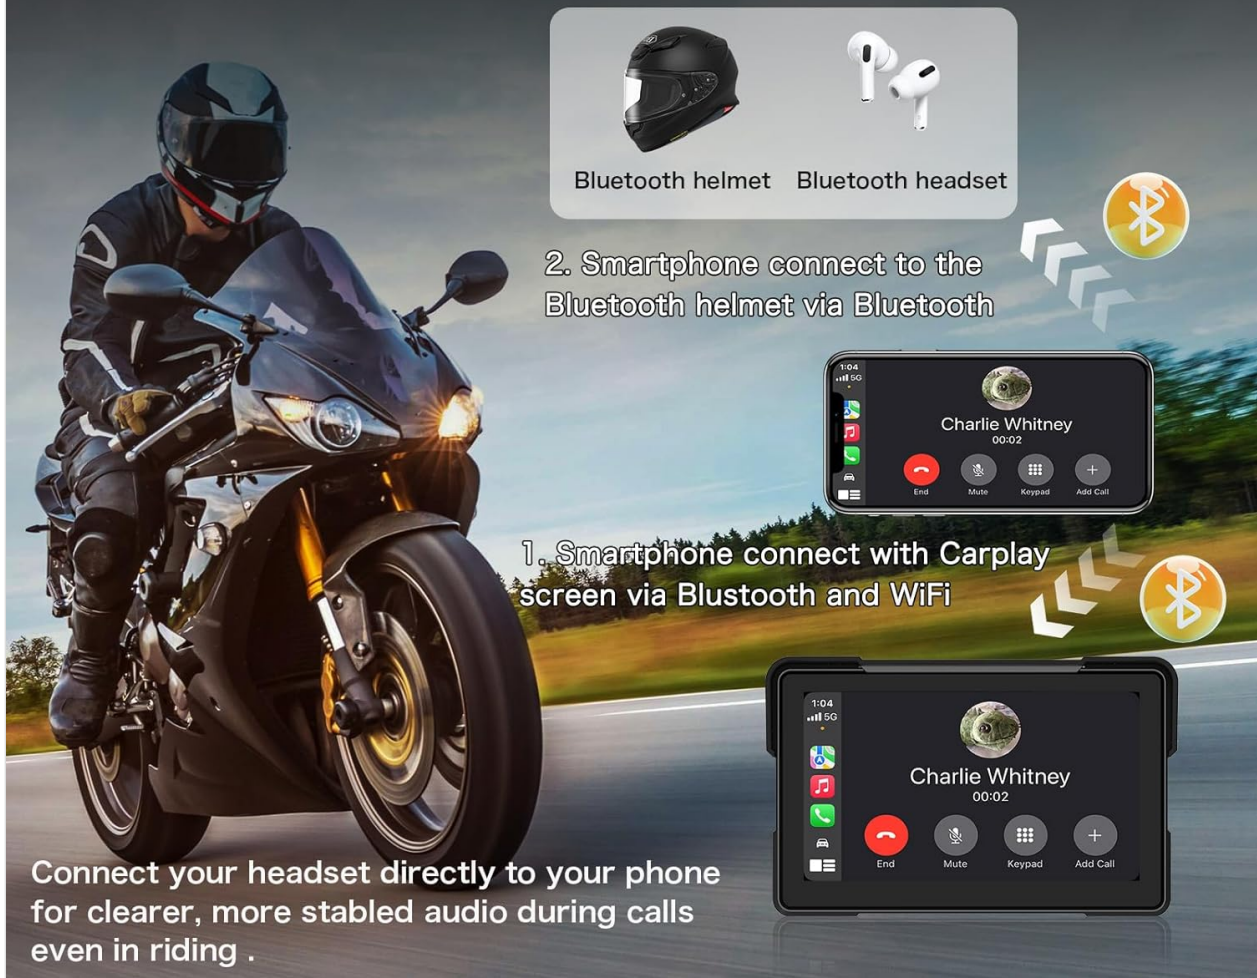 Bluetooth helmet
Bluetooth headset
2. Smartphone connect to the
Bluetooth helmet via Bluetooth
1:04
5G
Charlie Whitney
00:02
End
Mute
Keypad
Add Call
1. Smartphone connect with Carplay
screen via Blustooth and WiFi
1:04
5G
Charlie Whitney
00:02
End
Mute
Keypad
Add Call
Connect your headset directly to your phone
for clearer, more stabled audio during calls
even in riding .